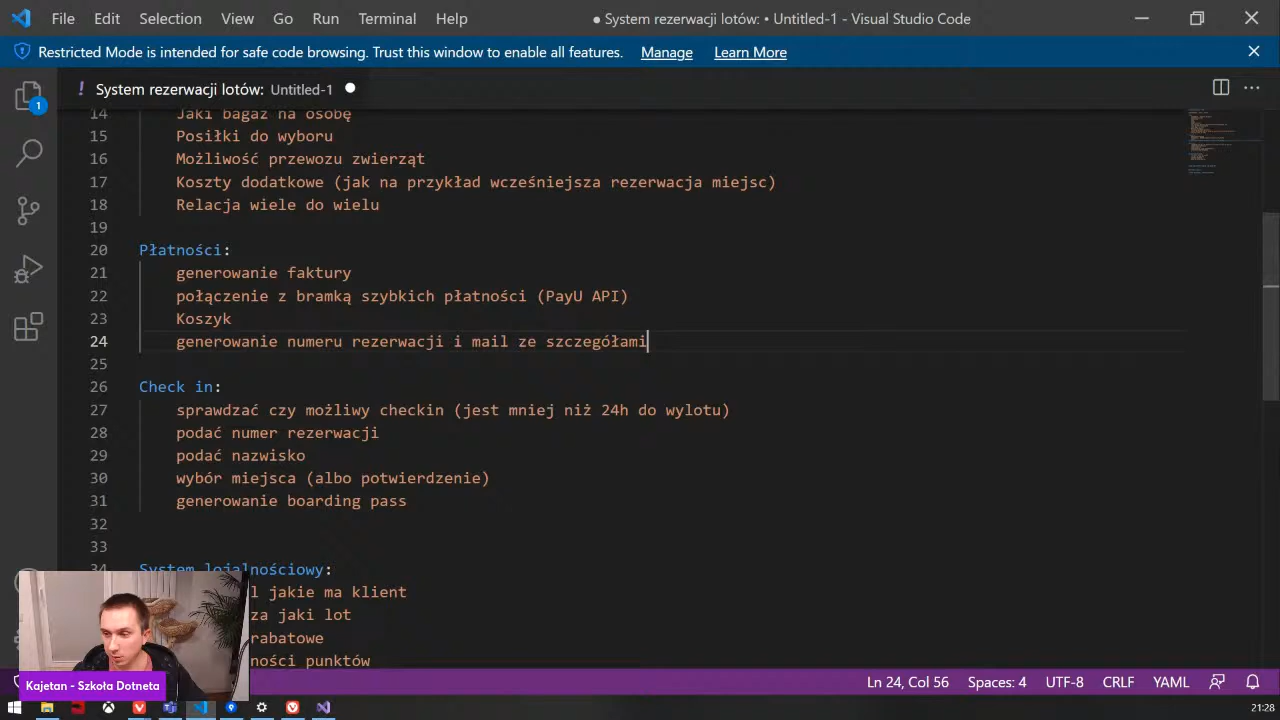 File Edit Selection View Go Run Terminal Help ● System rezerwacji lotów: • Untitled-1 - Visual Studio Code
Restricted Mode is intended for safe code browsing. Trust this window to enable all features. Manage Learn More
1
! System rezerwacji lotów: Untitled-1 ●
14 Jaki bagaż na osobę
15 Posiłki do wyboru
16 Możliwość przewozu zwierząt
17 Koszty dodatkowe (jak na przykład wcześniejsza rezerwacja miejsc)
18 Relacja wiele do wielu
19
20 Płatności:
21 generowanie faktury
22 połączenie z bramką szybkich płatności (PayU API)
23 Koszyk
24 generowanie numeru rezerwacji i mail ze szczegółami
25
26 Check in:
27 sprawdzać czy możliwy checkin (jest mniej niż 24h do wylotu)
28 podać numer rezerwacji
29 podać nazwisko
30 wybór miejsca (albo potwierdzenie)
31 generowanie boarding pass
32
33
34 System lojalnościowy:
jakie ma klient
za jaki lot
rabatowe
punktów
Kajetan - Szkoła Dotneta
Ln 24, Col 56 Spaces: 4 UTF-8 CRLF YAML
21:28